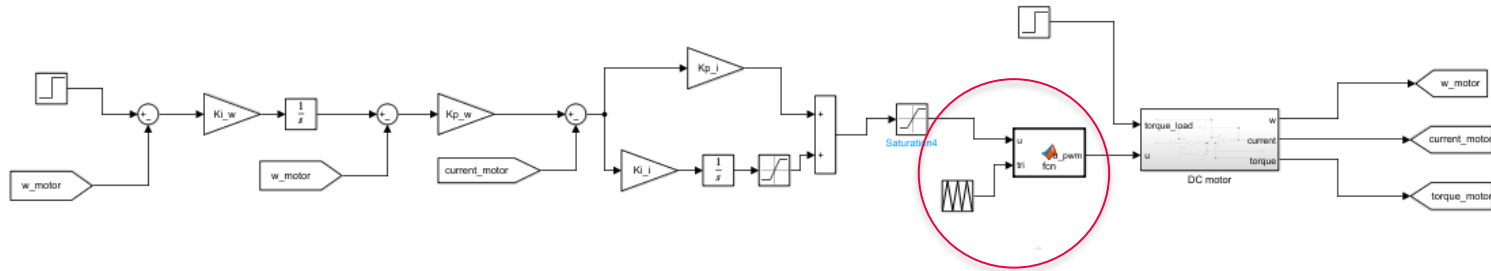 Kp_i
w_motor
+
-
Ki_w
1
s
+
-
Kp_w
+
-
+
+
Saturation4
u
tri
u_pwm
fcn
torque_load
u
w
current
torque
DC motor
current_motor
torque_motor
w_motor
w_motor
current_motor
Ki_i
1
s